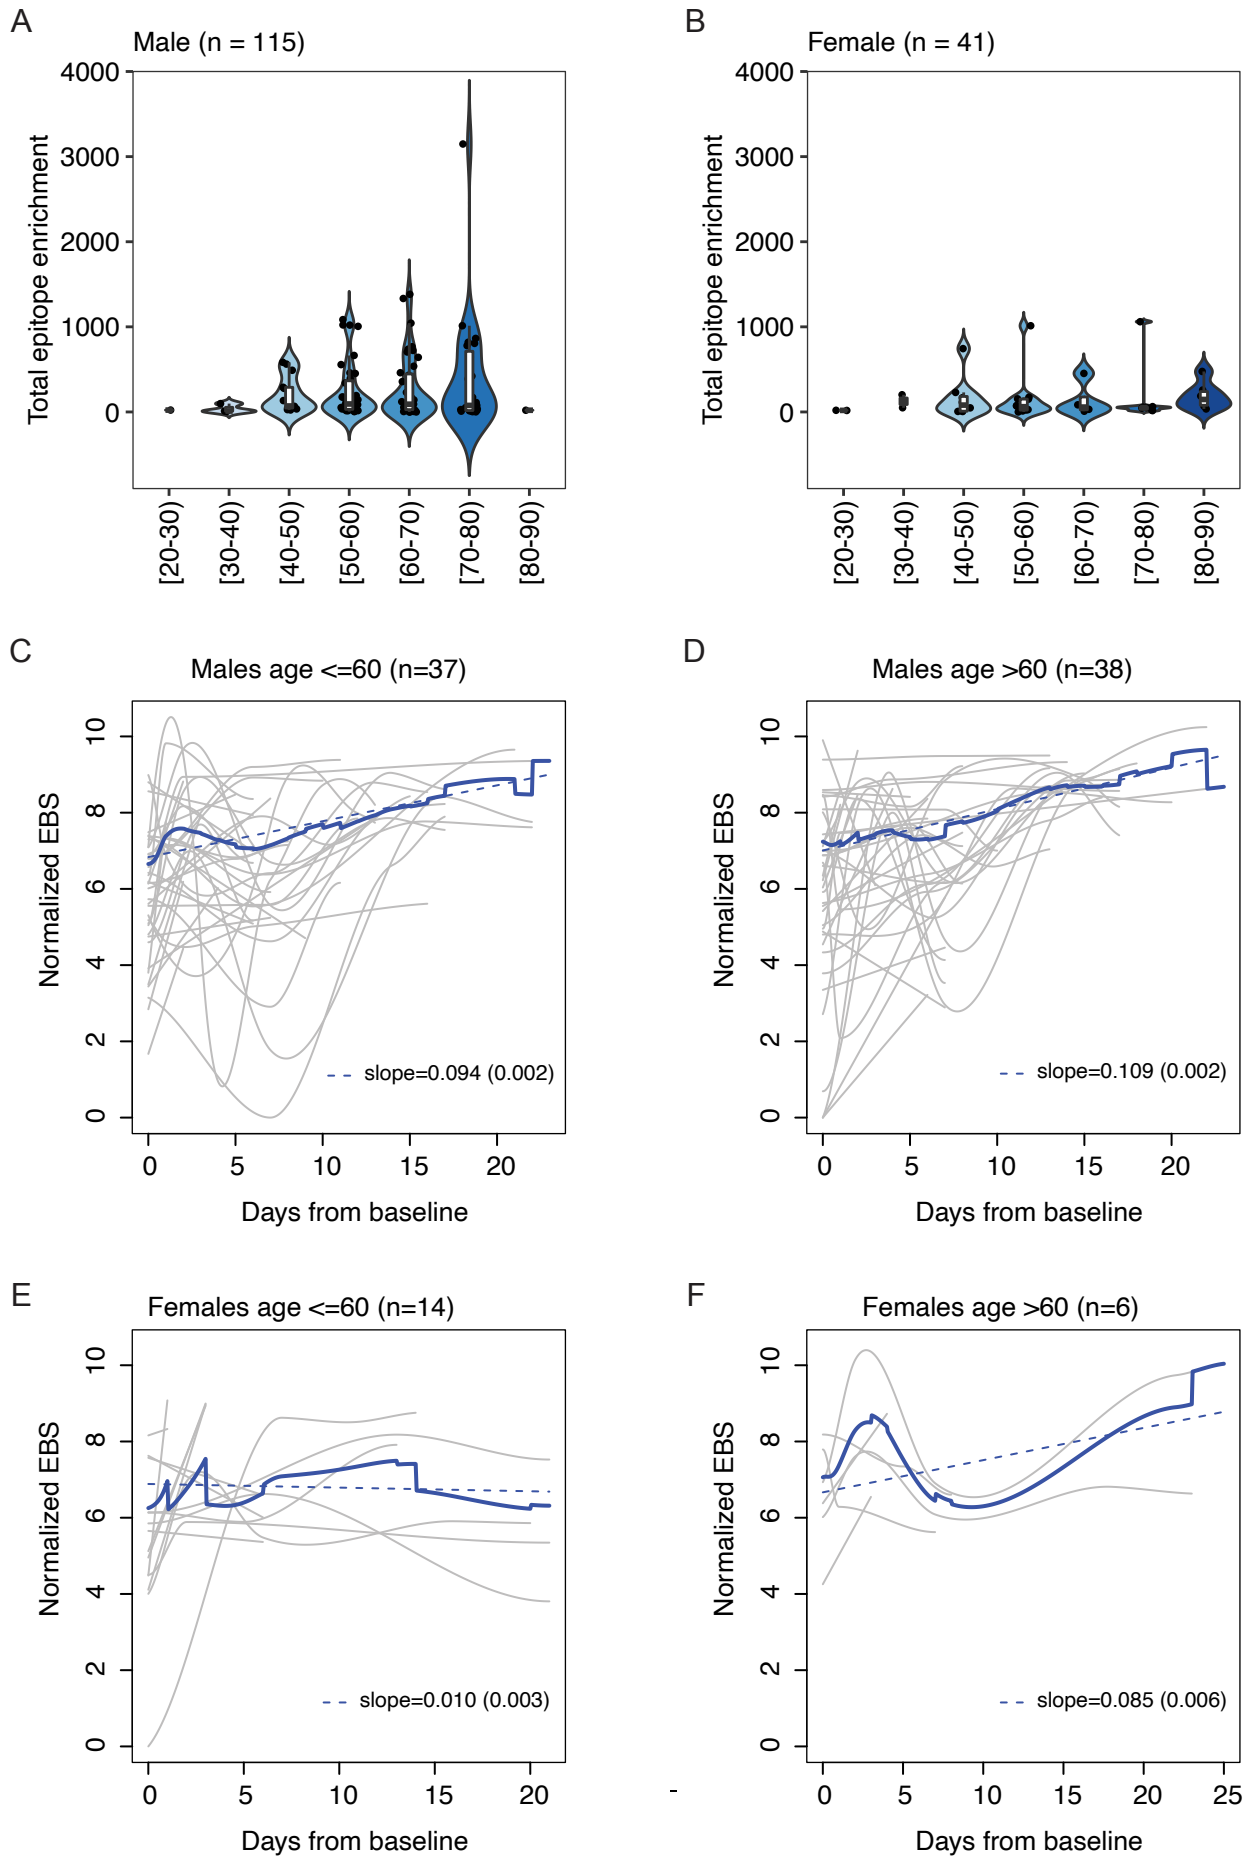 A
Male (n = 115)
Total epitope enrichment
4000
3000
2000
1000
0
[20-30)
[30-40)
[40-50)
[50-60)
[60-70)
[70-80)
[80-90)
B
Female (n = 41)
Total epitope enrichment
4000
3000
2000
1000
0
[20-30)
[30-40)
[40-50)
[50-60)
[60-70)
[70-80)
[80-90)
C
Males age <=60 (n=37)
Normalized EBS
10
8
6
4
2
0
slope=0.094 (0.002)
0 5 10 15 20
Days from baseline
D
Males age >60 (n=38)
Normalized EBS
10
8
6
4
2
0
slope=0.109 (0.002)
0 5 10 15 20
Days from baseline
E
Females age <=60 (n=14)
Normalized EBS
10
8
6
4
2
0
slope=0.010 (0.003)
0 5 10 15 20
Days from baseline
F
Females age >60 (n=6)
Normalized EBS
10
8
6
4
2
0
slope=0.085 (0.006)
0 5 10 15 20 25
Days from baseline
-